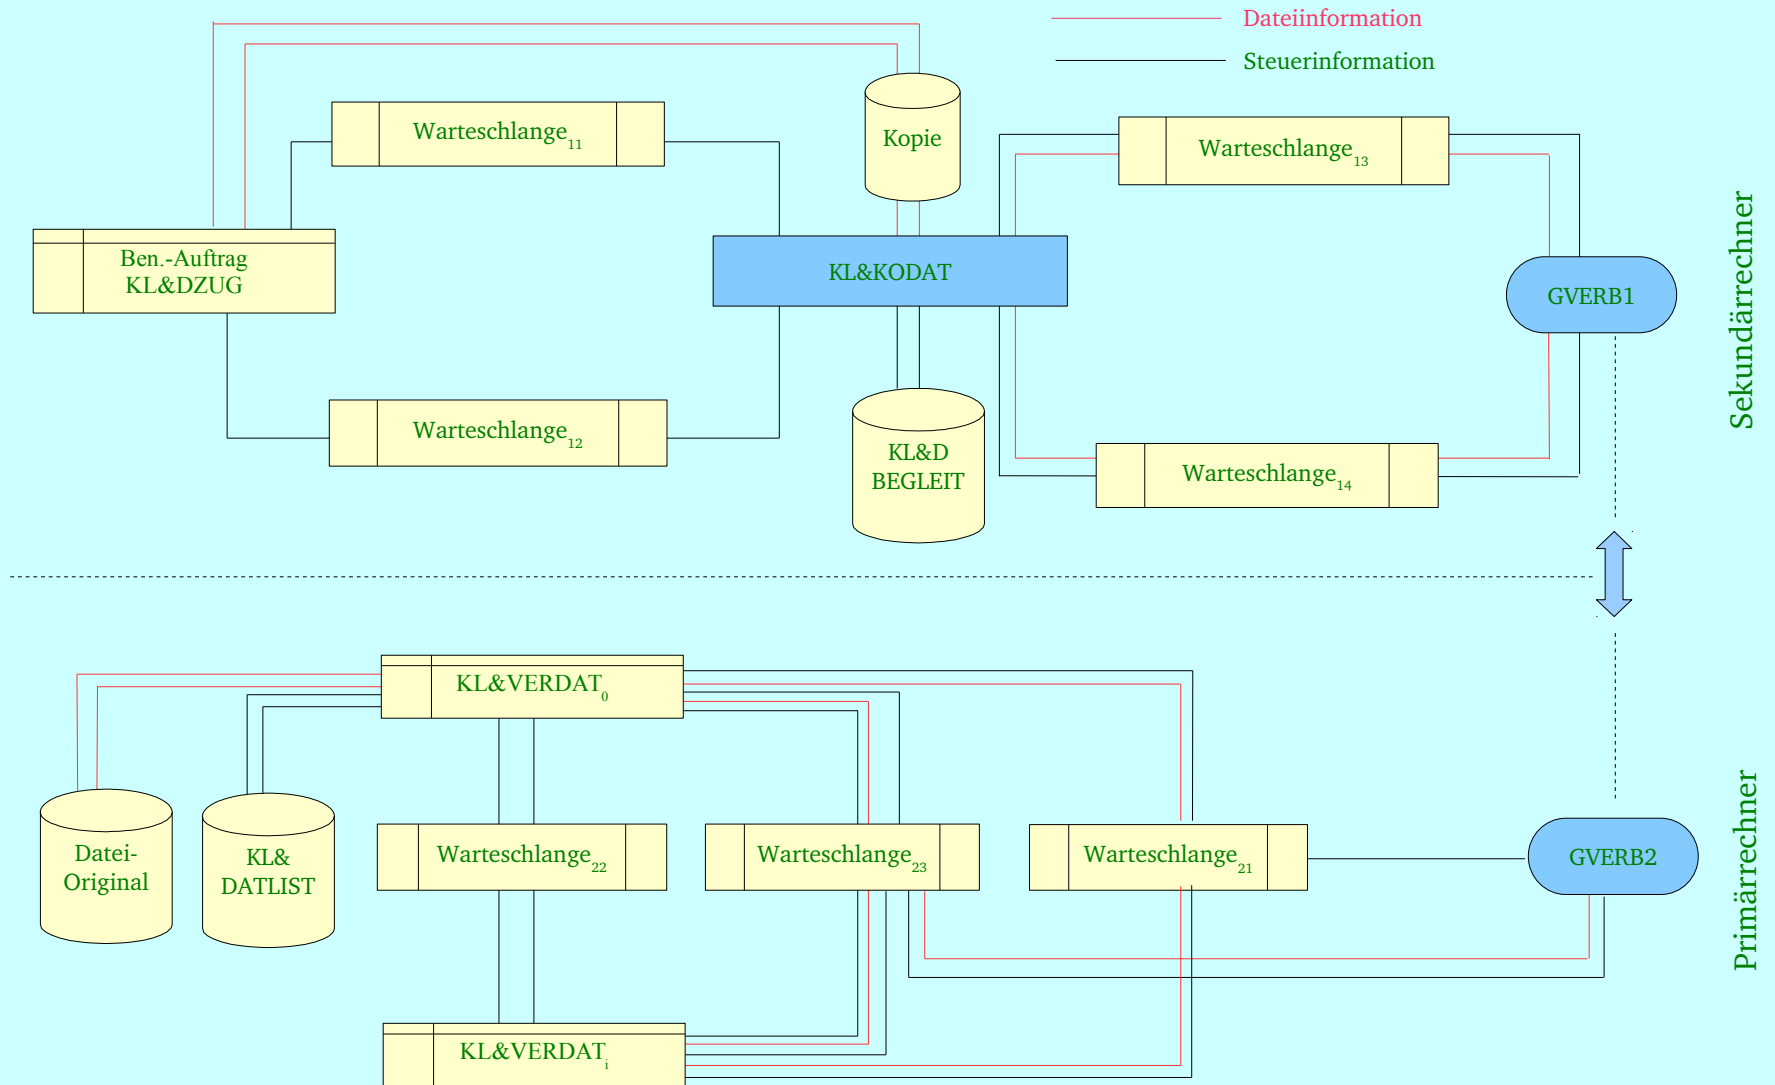 Dateiinformation
Steuerinformation
Warteschlange11
Kopie
Warteschlange13
Ben.-Auftrag
KL&DZUG
KL&KODAT
GVERB1
Sekundärrechner
Warteschlange12
KL&D
BEGLEIT
Warteschlange14
KL&VERDAT0
Datei-
Original
KL&
DATLIST
Warteschlange22
Warteschlange23
Warteschlange21
GVERB2
Primärrechner
KL&VERDATi